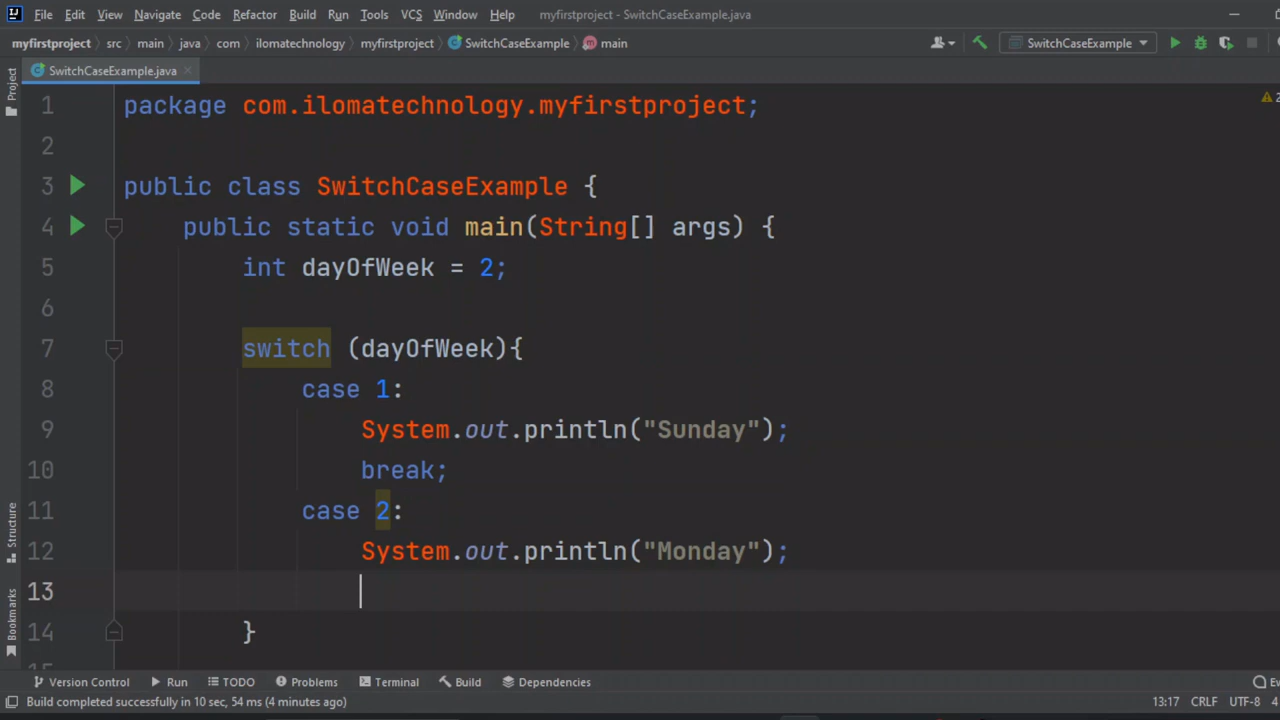 File Edit View Navigate Code Refactor Build Run Tools VCS Window Help myfirstproject - SwitchCaseExample.java
myfirstproject src main java com ilomatechnology myfirstproject SwitchCaseExample main SwitchCaseExample
Project
SwitchCaseExample.java
1 package com.ilomatechnology.myfirstproject;
2
2
3 public class SwitchCaseExample {
4 public static void main(String[] args) {
5 int dayOfWeek = 2;
6
7 switch (dayOfWeek){
8 case 1:
9 System.out.println("Sunday");
10 break;
11 case 2:
12 System.out.println("Monday");
13
14 }
Structure
Bookmarks
Version Control Run TODO Problems Terminal Build Dependencies
Build completed successfully in 10 sec, 54 ms (4 minutes ago) 13:17 CRLF UTF-8 4